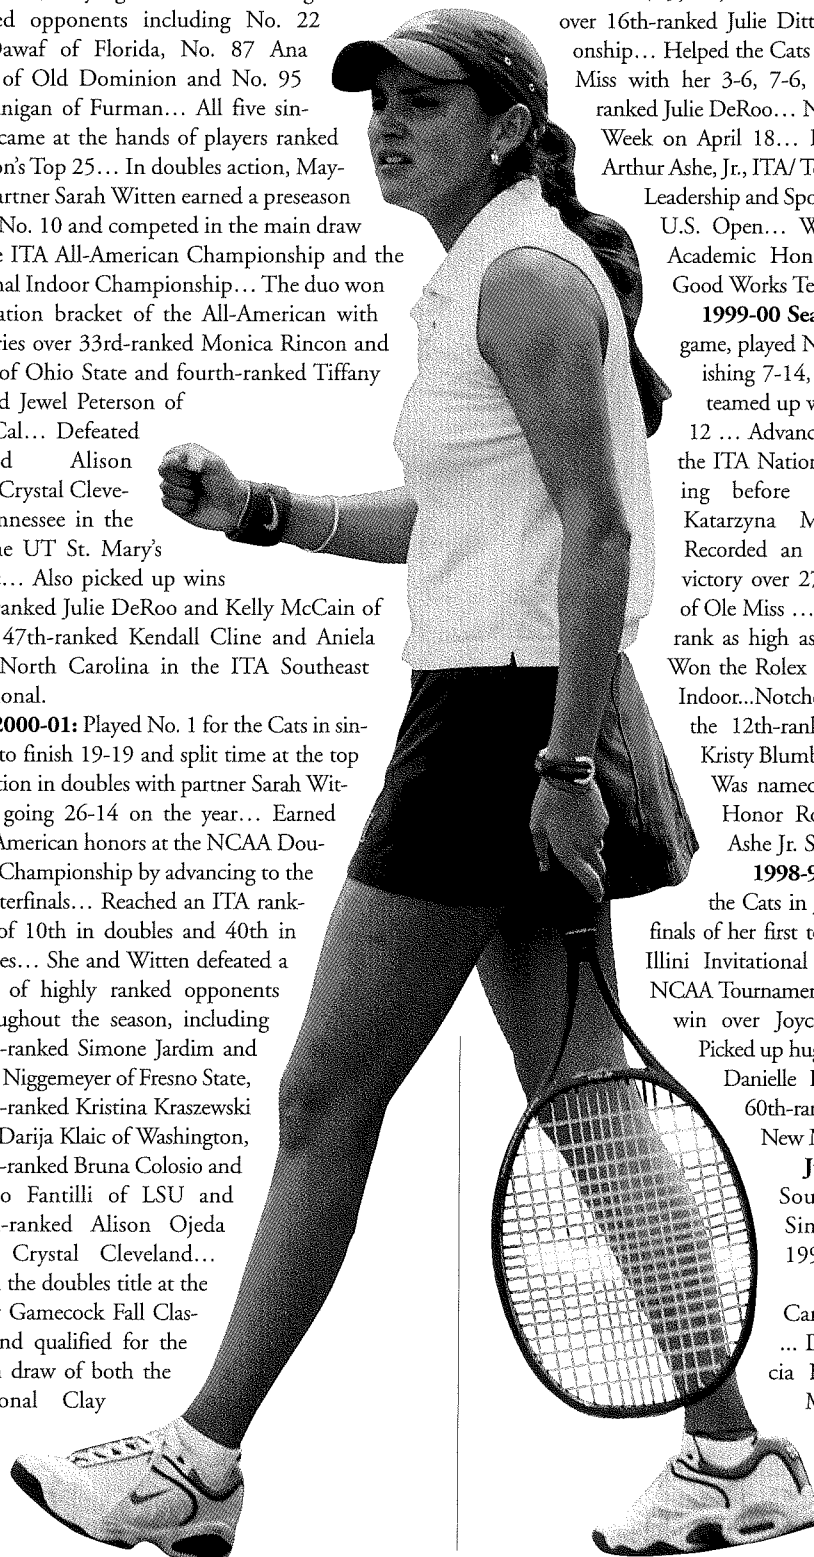 ed opponents including No. 22
Dawaf of Florida, No. 87 Ana
of Old Dominion and No. 95
nigan of Furman… All five sin-
came at the hands of players ranked
on's Top 25… In doubles action, May-
artner Sarah Witten earned a preseason
No. 10 and competed in the main draw
e ITA All-American Championship and the
nal Indoor Championship… The duo won
ation bracket of the All-American with
ries over 33rd-ranked Monica Rincon and
of Ohio State and fourth-ranked Tiffany
d Jewel Peterson of
Cal… Defeated
d Alison
Crystal Cleve-
nnessee in the
he UT St. Mary's
… Also picked up wins
ranked Julie DeRoo and Kelly McCain of
47th-ranked Kendall Cline and Aniela
North Carolina in the ITA Southeast
onal.
2000-01: Played No. 1 for the Cats in sin-
to finish 19-19 and split time at the top
tion in doubles with partner Sarah Wit-
going 26-14 on the year… Earned
American honors at the NCAA Dou-
Championship by advancing to the
terfinals… Reached an ITA rank-
of 10th in doubles and 40th in
es… She and Witten defeated a
of highly ranked opponents
ughout the season, including
-ranked Simone Jardim and
Niggemeyer of Fresno State,
-ranked Kristina Kraszewski
Darija Klaic of Washington,
-ranked Bruna Colosio and
o Fantilli of LSU and
-ranked Alison Ojeda
Crystal Cleveland…
the doubles title at the
Gamecock Fall Clas-
nd qualified for the
draw of both the
onal Clay
over 16th-ranked Julie Ditt
onship… Helped the Cats
Miss with her 3-6, 7-6,
ranked Julie DeRoo… N
Week on April 18…
Arthur Ashe, Jr., ITA/ T
Leadership and Spo
U.S. Open… W
Academic Hon
Good Works Te
1999-00 Sea
game, played N
ishing 7-14,
teamed up w
12 … Advanc
the ITA Nation
ing before
Katarzyna M
Recorded an
victory over 27
of Ole Miss …
rank as high as
Won the Rolex
Indoor...Notche
the 12th-rank
Kristy Blumb
Was named
Honor Ro
Ashe Jr. S
1998-9
the Cats in
finals of her first to
Illini Invitational
NCAA Tournamen
win over Joyc
Picked up hug
Danielle
60th-ran
New M
J
Sou
Sin
199
Car
... D
cia
M